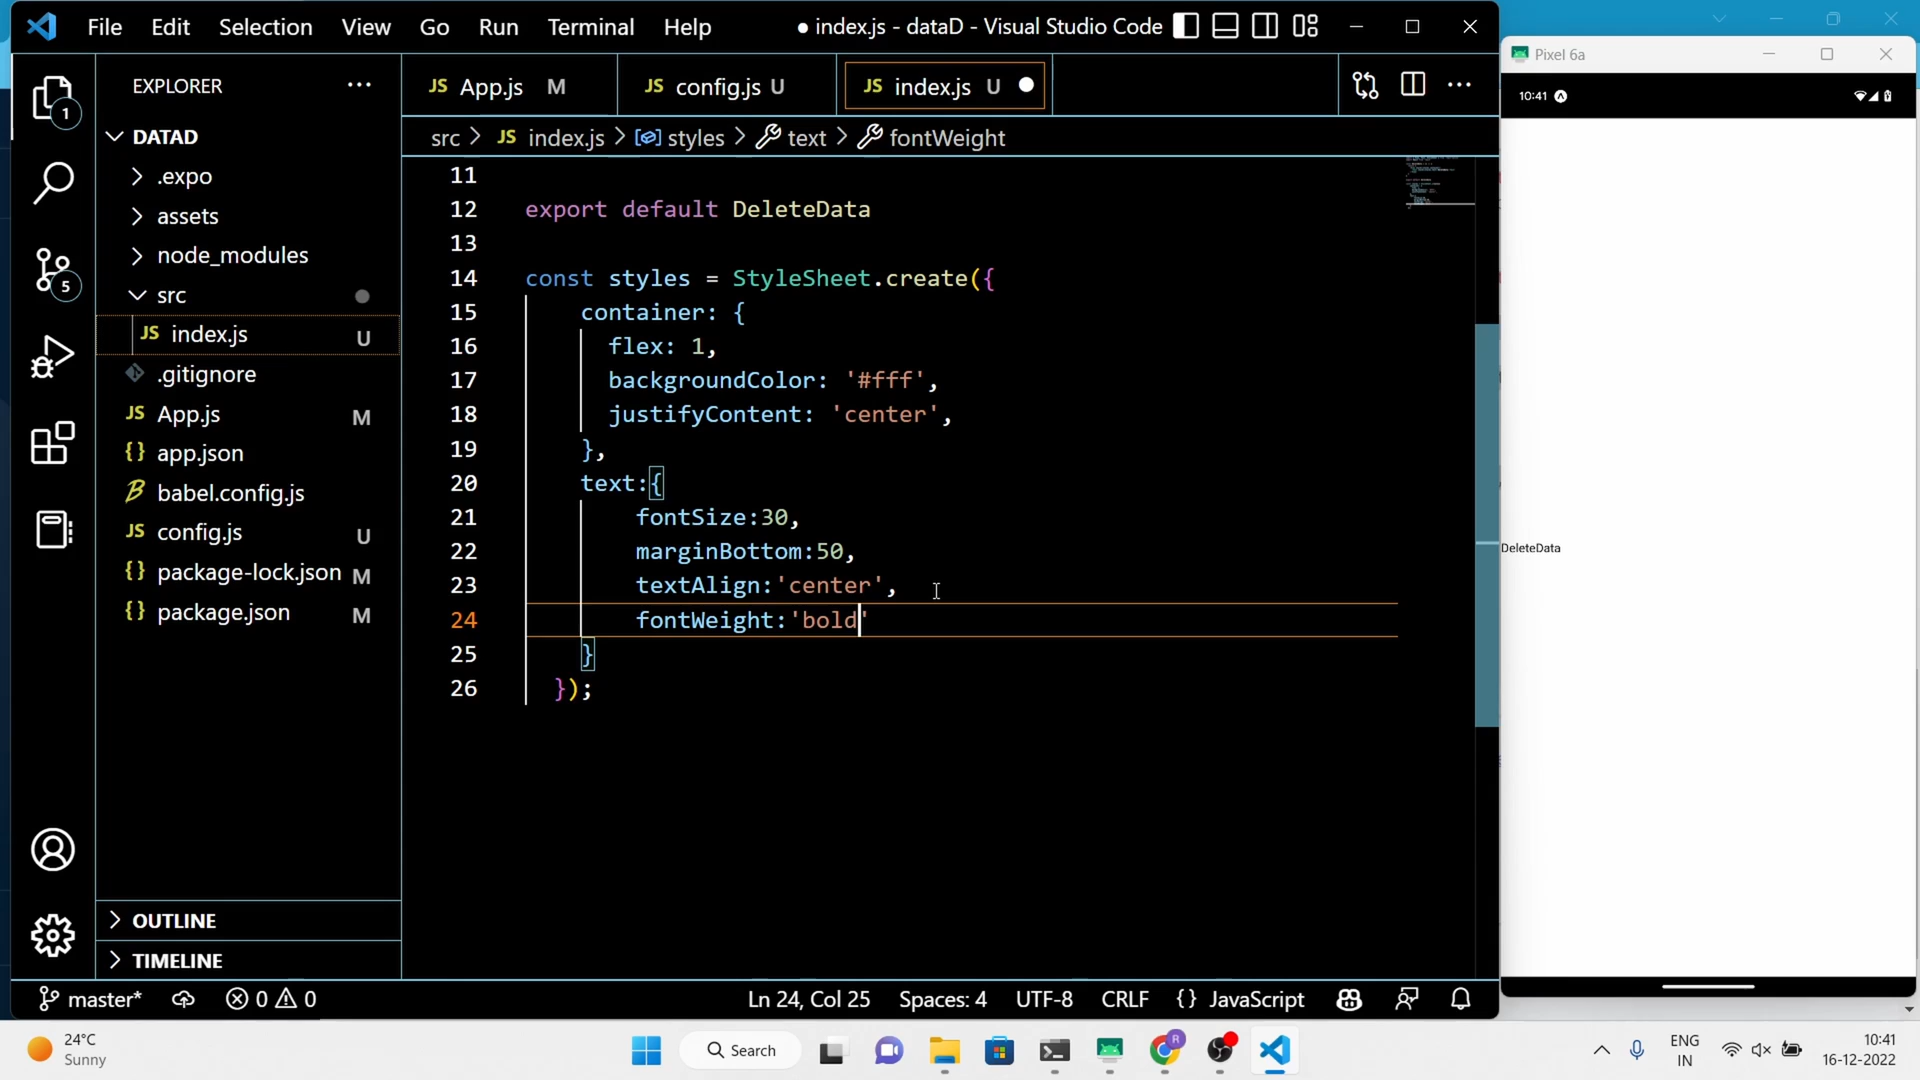 File Edit Selection View Go Run Terminal Help
● index.js - dataD - Visual Studio Code
EXPLORER
JS App.js M
JS config.js U
JS index.js U
src > JS index.js > styles > text > fontWeight
1
5
DATAD
.expo
assets
node_modules
src
JS index.js U
.gitignore
JS App.js M
{} app.json
babel.config.js
JS config.js U
{} package-lock.json M
{} package.json M
OUTLINE
TIMELINE
11
12 export default DeleteData
13
14 const styles = StyleSheet.create({
15 container: {
16 flex: 1,
17 backgroundColor: '#fff',
18 justifyContent: 'center',
19 },
20 text:{
21 fontSize:30,
22 marginBottom:50,
23 textAlign:'center',
24 fontWeight:'bold'
25 }
26 });
master* 0 0 Ln 24, Col 25 Spaces: 4 UTF-8 CRLF {} JavaScript
Pixel 6a
10:41
DeleteData
24°C
Sunny
Search
R
ENG
IN
10:41
16-12-2022